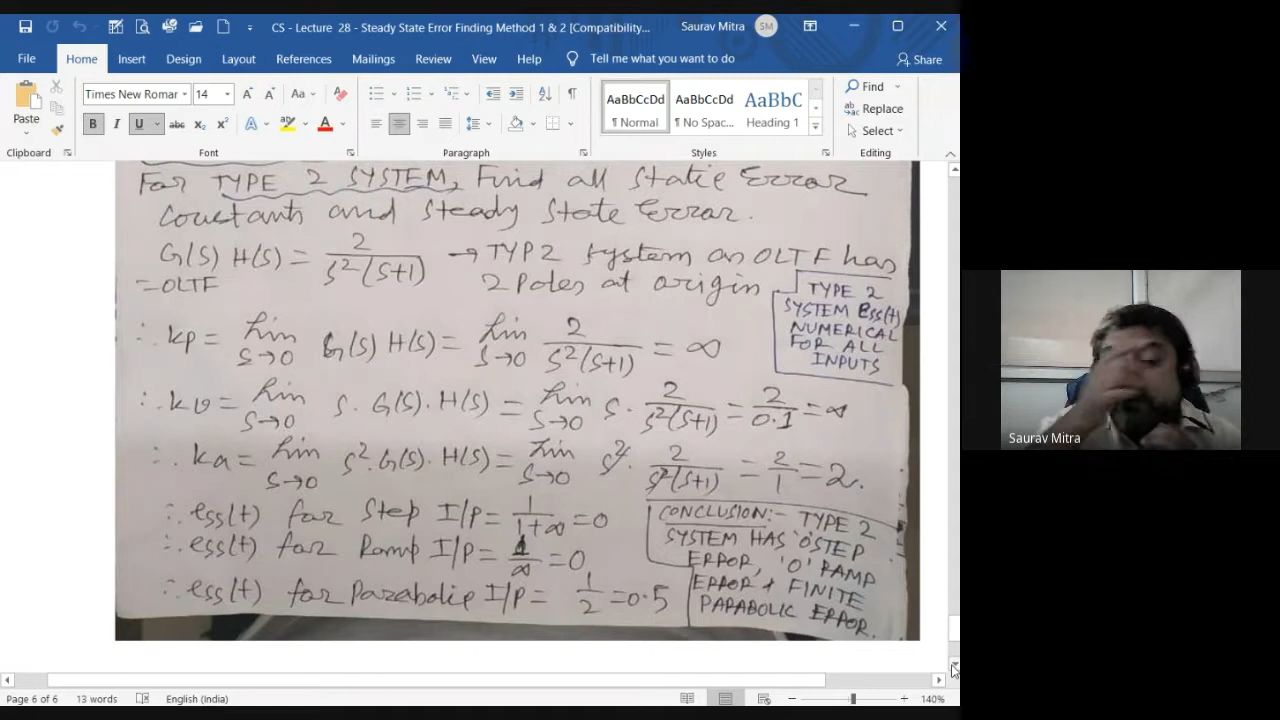 CS - Lecture 28 - Steady State Error Finding Method 1 & 2 [Compatibility...
Saurav Mitra
SM
File Home Insert Design Layout References Mailings Review View Help Tell me what you want to do Share
Paste
Times New Romar 14
Aa
B I U abc x₂ x² A A
AaBbCcDd AaBbCcDd AaBbC
¶ Normal ¶ No Spac... Heading 1
Find
Replace
Select
Clipboard Font Paragraph Styles Editing
For TYPE 2 SYSTEM, Find all Static Error
Constants and Steady State Error.
G(S) H(S) = 2/s²(s+1) → TYP2 system as OLTF has
= OLTF 2 Poles at origin
TYPE 2
SYSTEM ess(t)
NUMERICAL
FOR ALL
INPUTS
∴ kp = Lim s→0 G(S) H(S) = Lim s→0 2/s²(s+1) = ∞
∴ kv = Lim s→0 s. G(S). H(S) = Lim s→0 s. 2/s²(s+1) = 2/0.1 = ∞
∴ ka = Lim s→0 s². G(S). H(S) = Lim s→0 s². 2/s²(s+1) = 2/1 = 2.
∴ ess(t) for Step I/P = 1/1+∞ = 0
∴ ess(t) for Ramp I/P = 1/∞ = 0
∴ ess(t) for Parabolic I/P = 1/2 = 0.5
CONCLUSION:- TYPE 2
SYSTEM HAS '0' STEP
ERROR, '0' RAMP
ERROR + FINITE
PARABOLIC ERROR.
Saurav Mitra
Page 6 of 6 13 words English (India) 140%